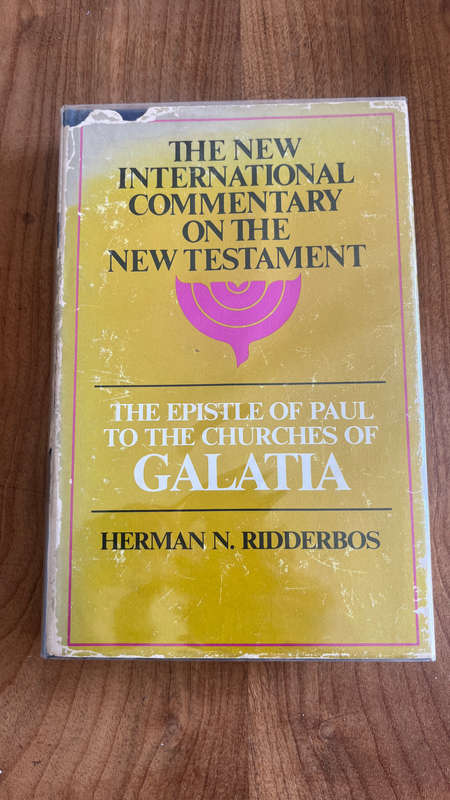 THE NEW
INTERNATIONAL
COMMENTARY
ON THE
NEW TESTAMENT
THE EPISTLE OF PAUL
TO THE CHURCHES OF
GALATIA
HERMAN N. RIDDERBOS